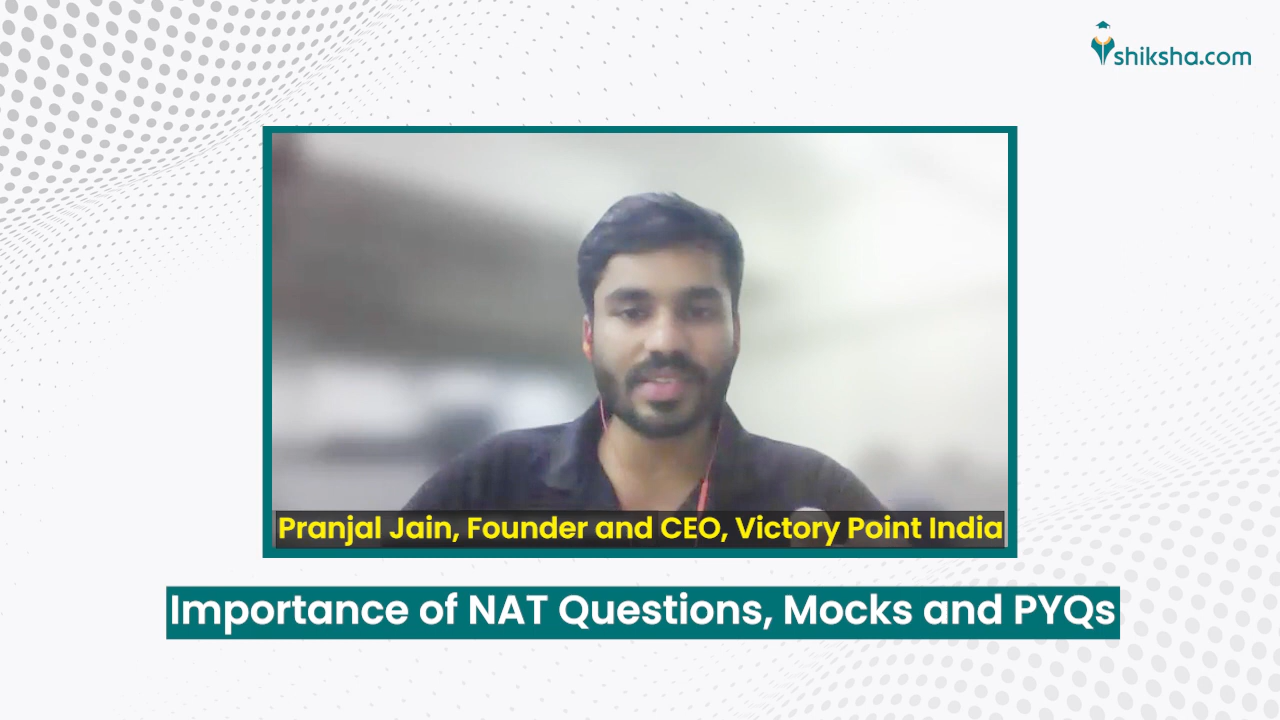 shiksha.com
Pranjal Jain, Founder and CEO, Victory Point India
Importance of NAT Questions, Mocks and PYQs